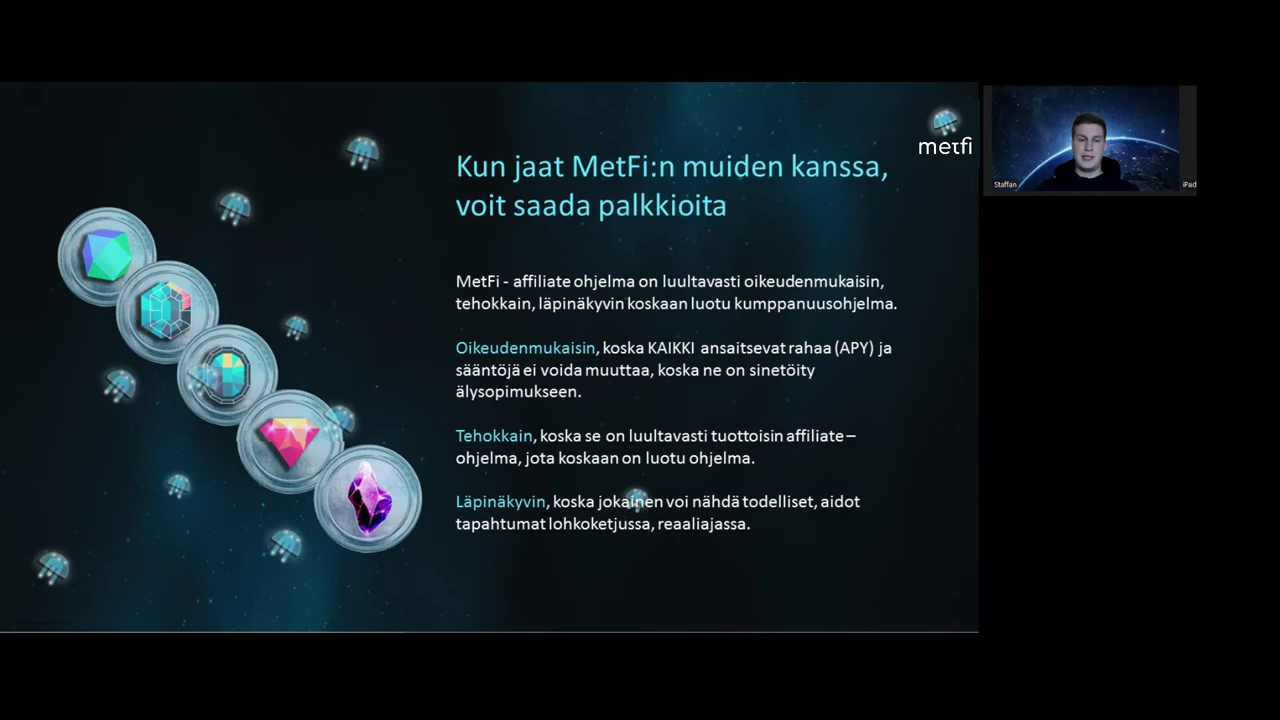 Kun jaat MetFi:n muiden kanssa,
voit saada palkkioita
MetFi - affiliate ohjelma on luultavasti oikeudenmukaisin,
tehokkain, läpinäkyvin koskaan luotu kumppanuusohjelma.
Oikeudenmukaisin, koska KAIKKI ansaitsevat rahaa (APY) ja
sääntöjä ei voida muuttaa, koska ne on sinetöity
älysopimukseen.
Tehokkain, koska se on luultavasti tuottoisin affiliate –
ohjelma, jota koskaan on luotu ohjelma.
Läpinäkyvin, koska jokainen voi nähdä todelliset, aidot
tapahtumat lohkoketjussa, reaaliajassa.
metfi
Staffan
iPad